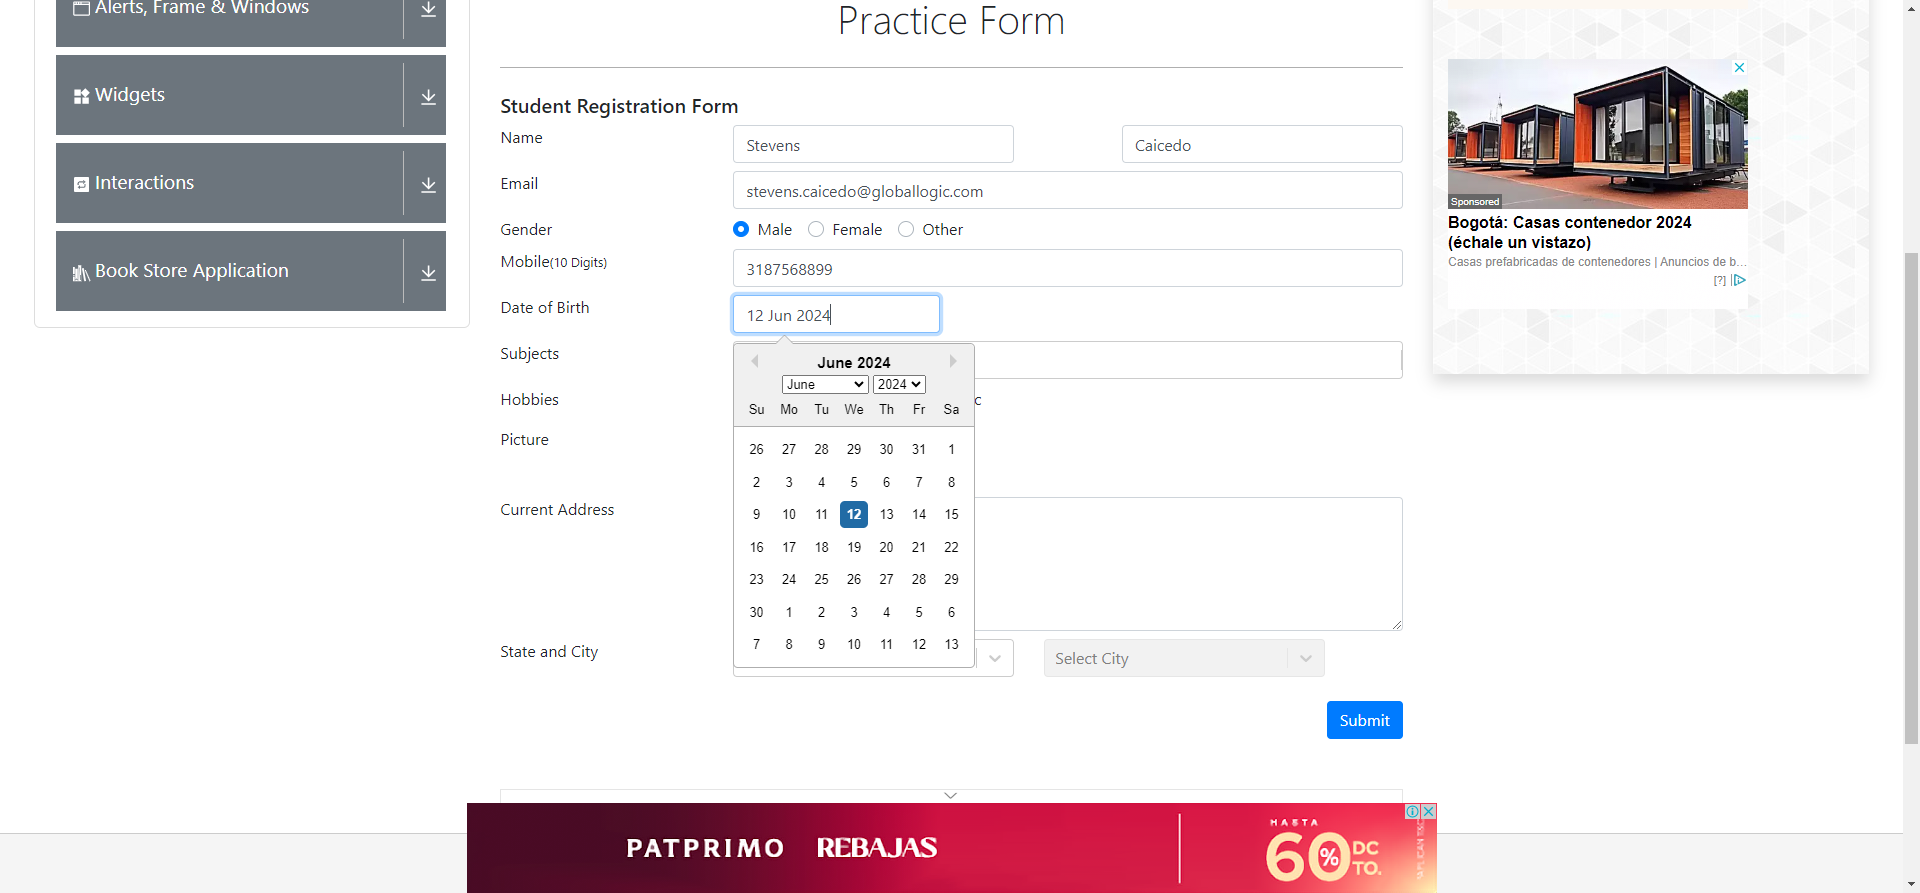 Alerts, Frame & Windows
Widgets
Interactions
Book Store Application
Practice Form
Student Registration Form
Name
Stevens
Caicedo
Email
stevens.caicedo@globallogic.com
Gender
Male
Female
Other
Mobile(10 Digits)
3187568899
Date of Birth
12 Jun 2024
June 2024
June
2024
Su Mo Tu We Th Fr Sa
26 27 28 29 30 31 1
2 3 4 5 6 7 8
9 10 11 12 13 14 15
16 17 18 19 20 21 22
23 24 25 26 27 28 29
30 1 2 3 4 5 6
7 8 9 10 11 12 13
Subjects
Hobbies
c
Picture
Current Address
State and City
Select City
Submit
Sponsored
Bogotá: Casas contenedor 2024
(échale un vistazo)
Casas prefabricadas de contenedores | Anuncios de b...
[?]
PATPRIMO REBAJAS
HASTA
60% DC
TO.